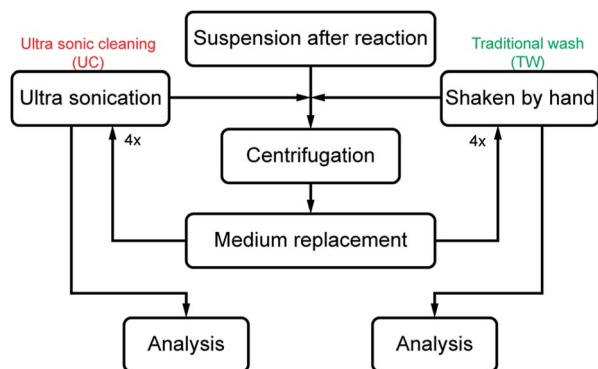 Suspension after reaction
Ultra sonic cleaning
(UC)
Traditional wash
(TW)
Ultra sonication
Shaken by hand
4x
4x
Centrifugation
Medium replacement
Analysis
Analysis